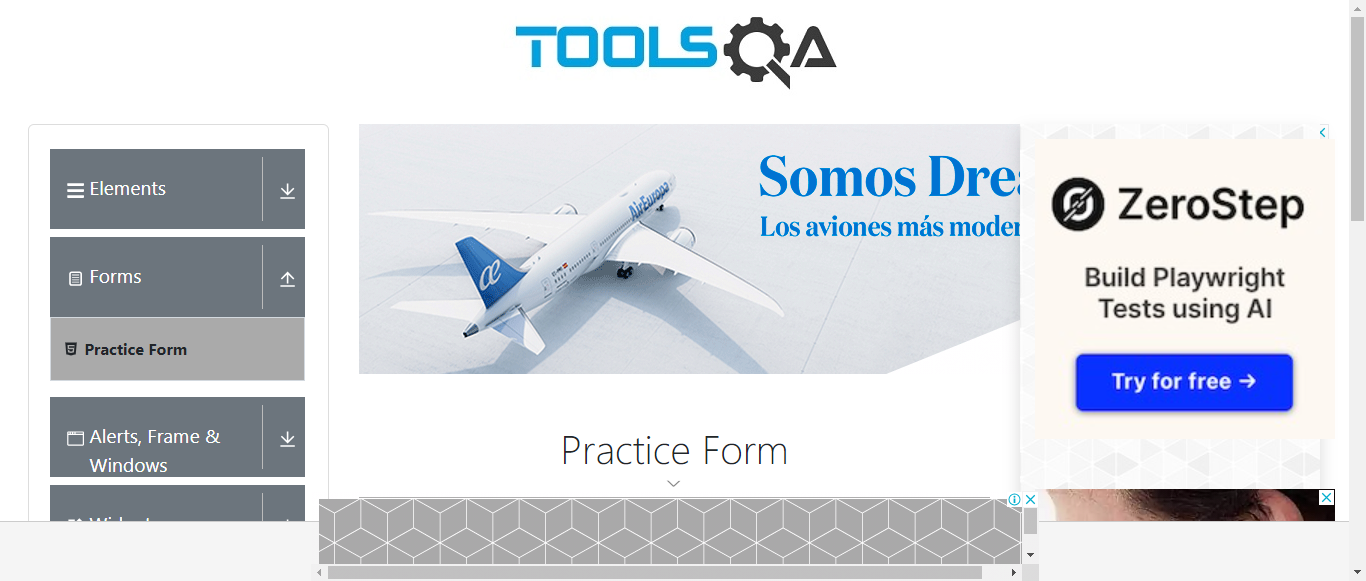 TOOLSQA
Elements
Forms
Practice Form
Alerts, Frame &
Windows
AirEuropa
Somos Drea
Los aviones más moder
Practice Form
ZeroStep
Build Playwright
Tests using AI
Try for free →